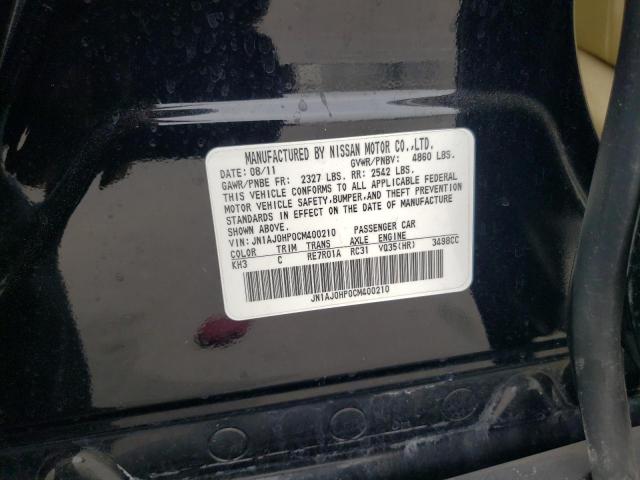 MANUFACTURED BY NISSAN MOTOR CO.,LTD.
DATE: 08/11 GVWR/PNBV: 4860 LBS.
GAWR/PNBE FR: 2327 LBS. RR: 2542 LBS.
THIS VEHICLE CONFORMS TO ALL APPLICABLE FEDERAL
MOTOR VEHICLE SAFETY,BUMPER,AND THEFT PREVENTION
STANDARDS IN EFFECT ON THE DATE OF MANUFACTURE
SHOWN ABOVE.
VIN: JN1AJ0HP0CM400210 PASSENGER CAR
COLOR TRIM TRANS AXLE ENGINE
KH3 C RE7R01A RC31 VQ35(HR) 3498CC
JN1AJ0HP0CM400210